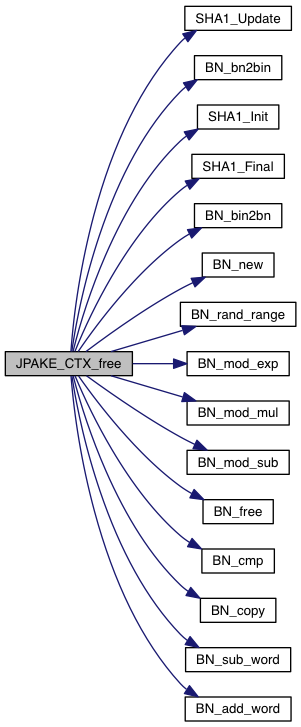 SHA1_Update
BN_bn2bin
SHA1_Init
SHA1_Final
BN_bin2bn
BN_new
BN_rand_range
JPAKE_CTX_free
BN_mod_exp
BN_mod_mul
BN_mod_sub
BN_free
BN_cmp
BN_copy
BN_sub_word
BN_add_word